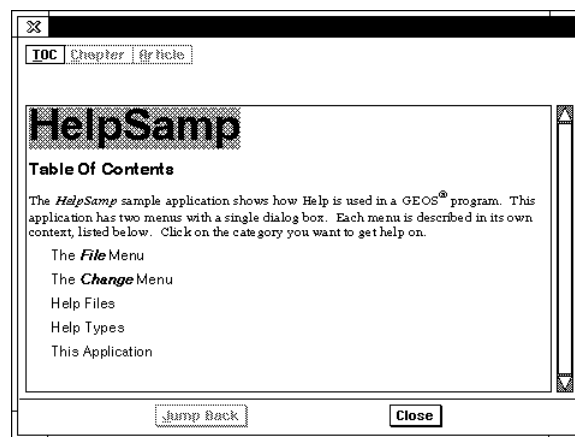 TOC Chapter Article
HelpSamp
Table Of Contents
The HelpSamp sample application shows how Help is used in a GEOS® program. This
application has two menus with a single dialog box. Each menu is described in its own
context, listed below. Click on the category you want to get help on.
The File Menu
The Change Menu
Help Files
Help Types
This Application
Jump Back Close